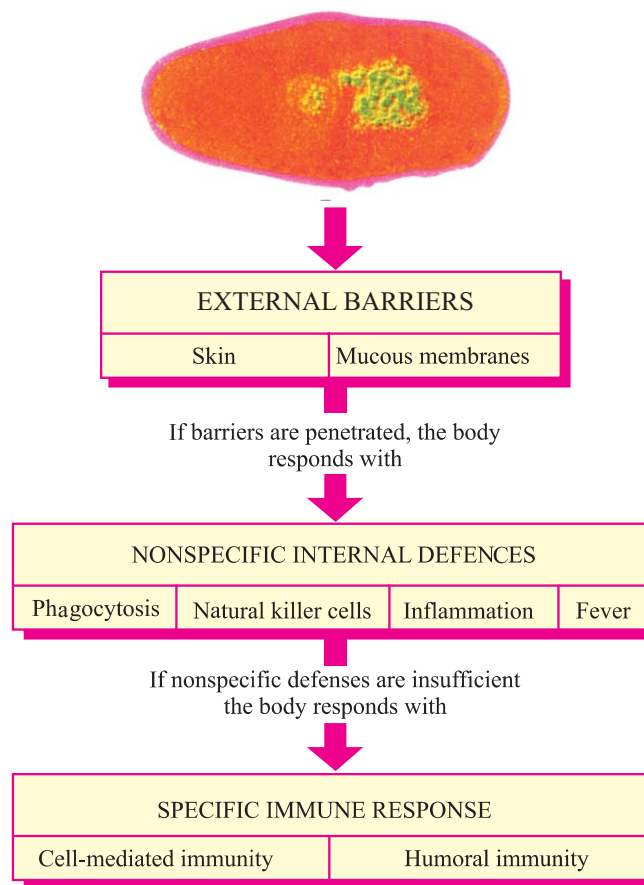 EXTERNAL BARRIERS
Skin
Mucous membranes
If barriers are penetrated, the body
responds with
NONSPECIFIC INTERNAL DEFENCES
Phagocytosis
Natural killer cells
Inflammation
Fever
If nonspecific defenses are insufficient
the body responds with
SPECIFIC IMMUNE RESPONSE
Cell-mediated immunity
Humoral immunity